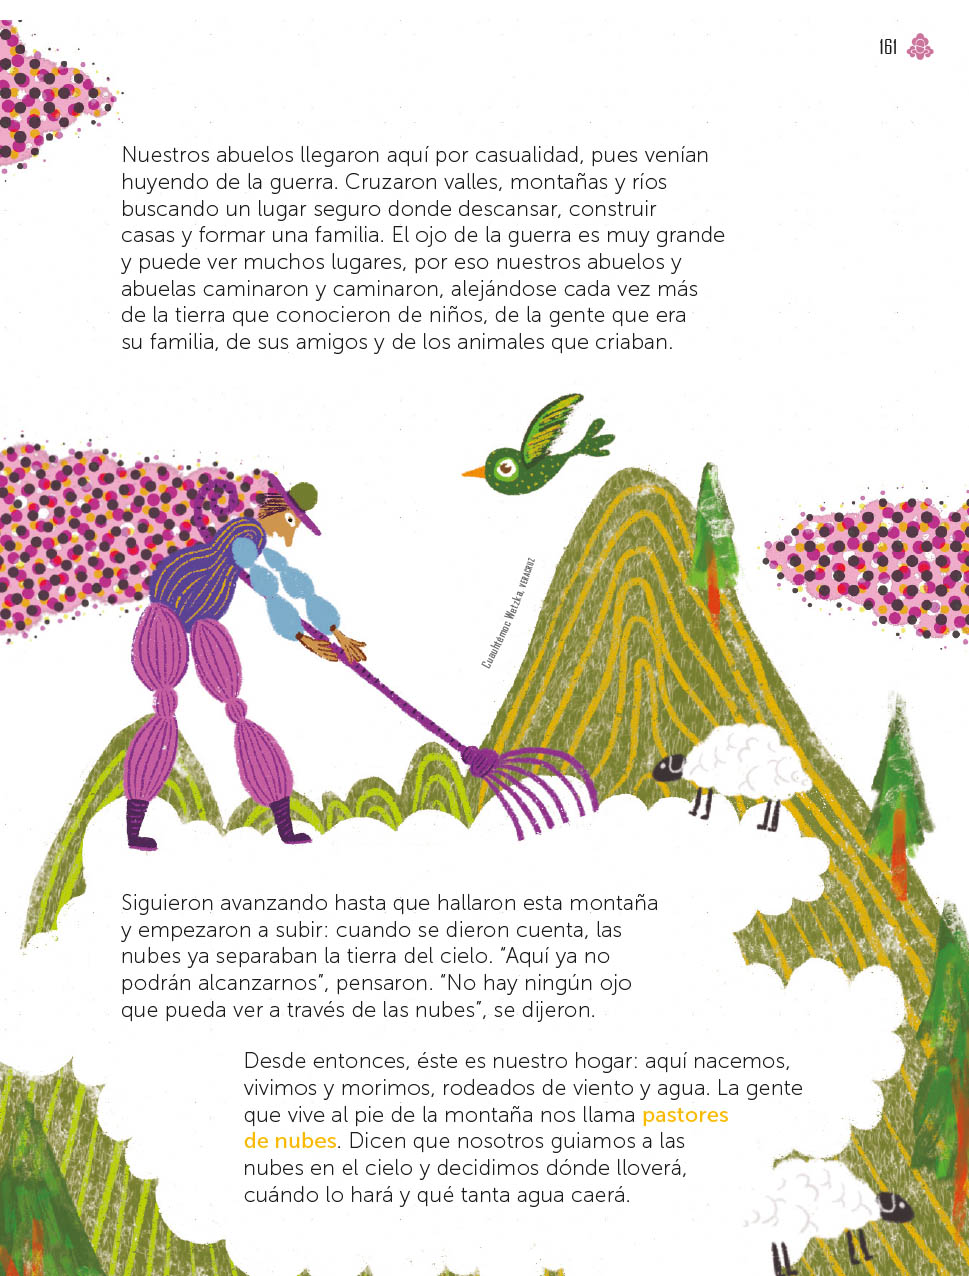 161
Nuestros abuelos llegaron aquí por casualidad, pues venían
huyendo de la guerra. Cruzaron valles, montañas y ríos
buscando un lugar seguro donde descansar, construir
casas y formar una familia. El ojo de la guerra es muy grande
y puede ver muchos lugares, por eso nuestros abuelos y
abuelas caminaron y caminaron, alejándose cada vez más
de la tierra que conocieron de niños, de la gente que era
su familia, de sus amigos y de los animales que criaban.
Cuauhtémoc Wetzka, VERACRUZ
Siguieron avanzando hasta que hallaron esta montaña
y empezaron a subir: cuando se dieron cuenta, las
nubes ya separaban la tierra del cielo. “Aquí ya no
podrán alcanzarnos”, pensaron. “No hay ningún ojo
que pueda ver a través de las nubes”, se dijeron.
Desde entonces, éste es nuestro hogar: aquí nacemos,
vivimos y morimos, rodeados de viento y agua. La gente
que vive al pie de la montaña nos llama pastores
de nubes. Dicen que nosotros guiamos a las
nubes en el cielo y decidimos dónde lloverá,
cuándo lo hará y qué tanta agua caerá.